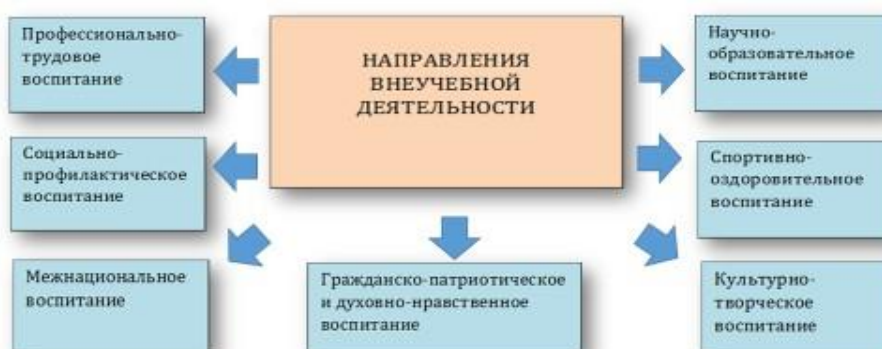 НАПРАВЛЕНИЯ
ВНЕУЧЕБНОЙ
ДЕЯТЕЛЬНОСТИ
Профессионально-
трудовое
воспитание
Социально-
профилактическое
воспитание
Межнациональное
воспитание
Гражданско-патриотическое
и духовно-нравственное
воспитание
Научно-
образовательное
воспитание
Спортивно-
оздоровительное
воспитание
Культурно-
творческое
воспитание